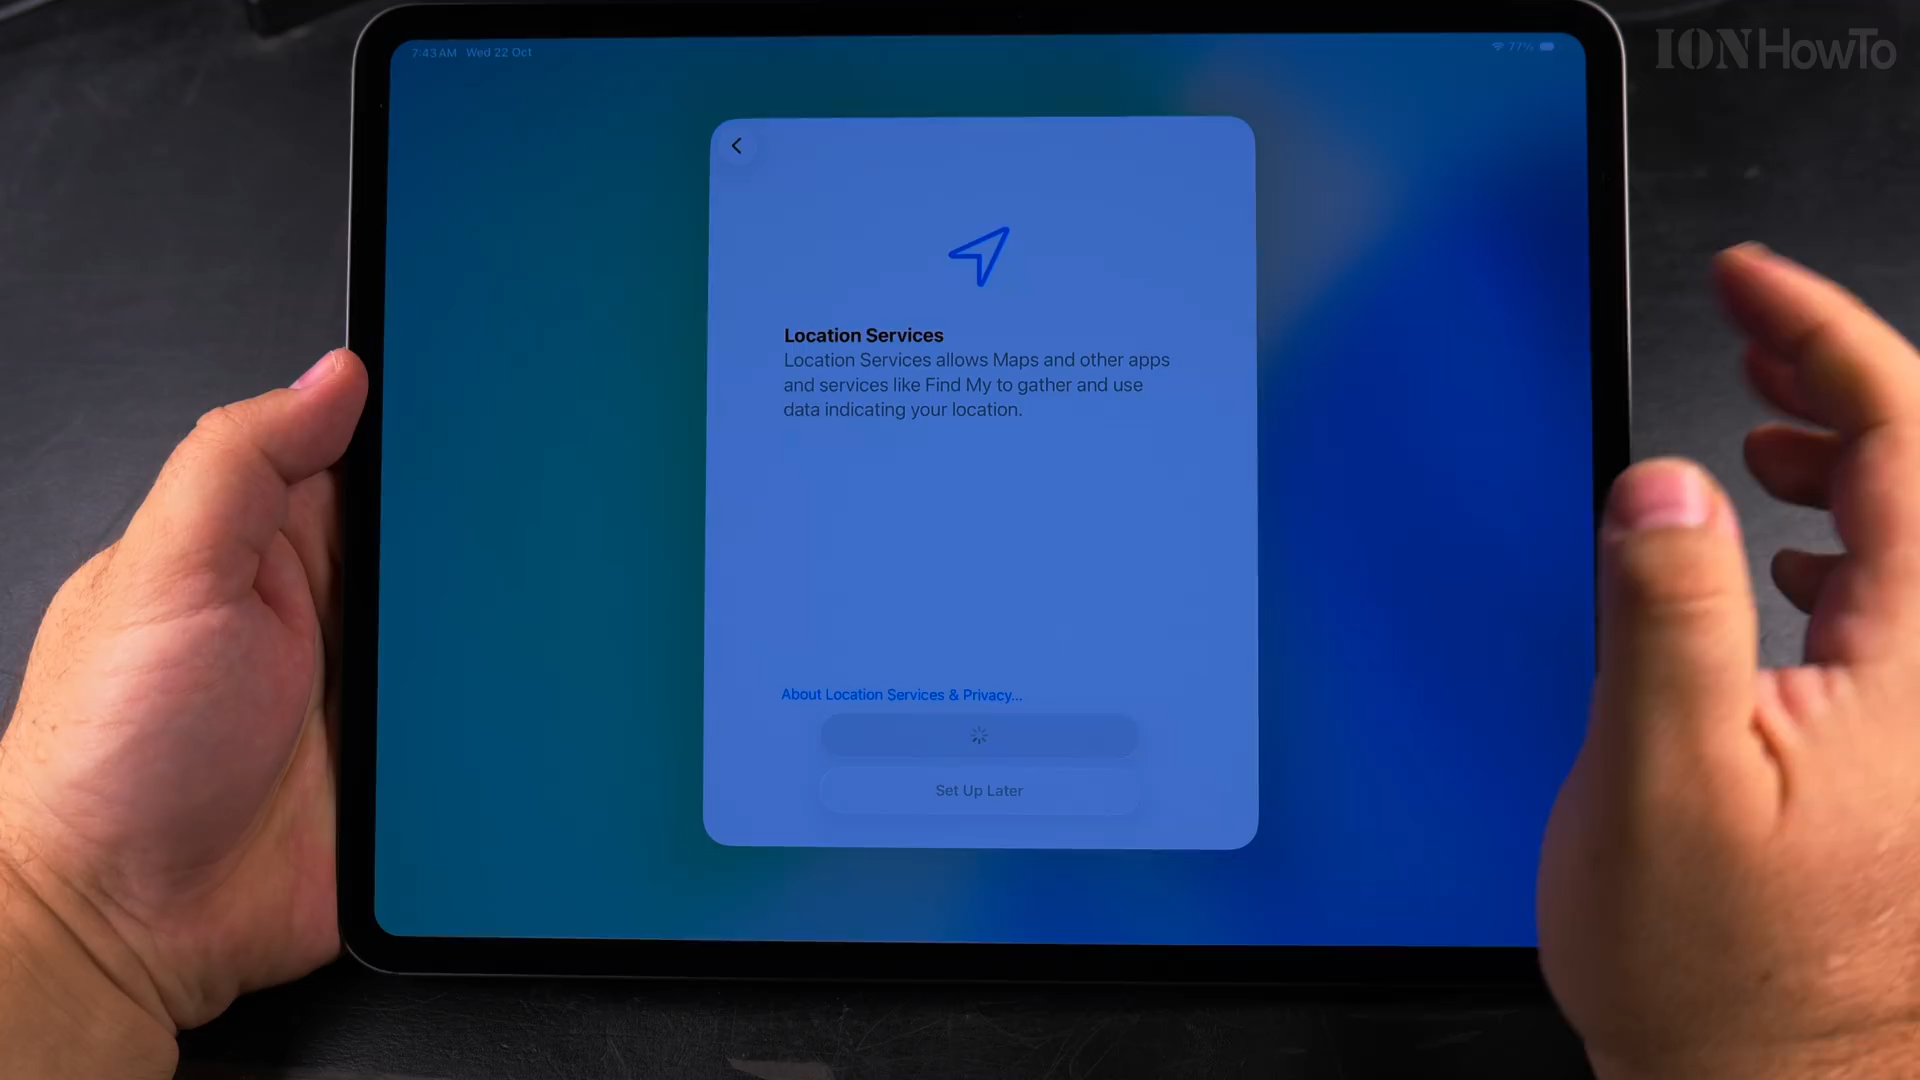 7:43 AM Wed 22 Oct
77%
IONHowTo
Location Services
Location Services allows Maps and other apps
and services like Find My to gather and use
data indicating your location.
About Location Services & Privacy...
Set Up Later